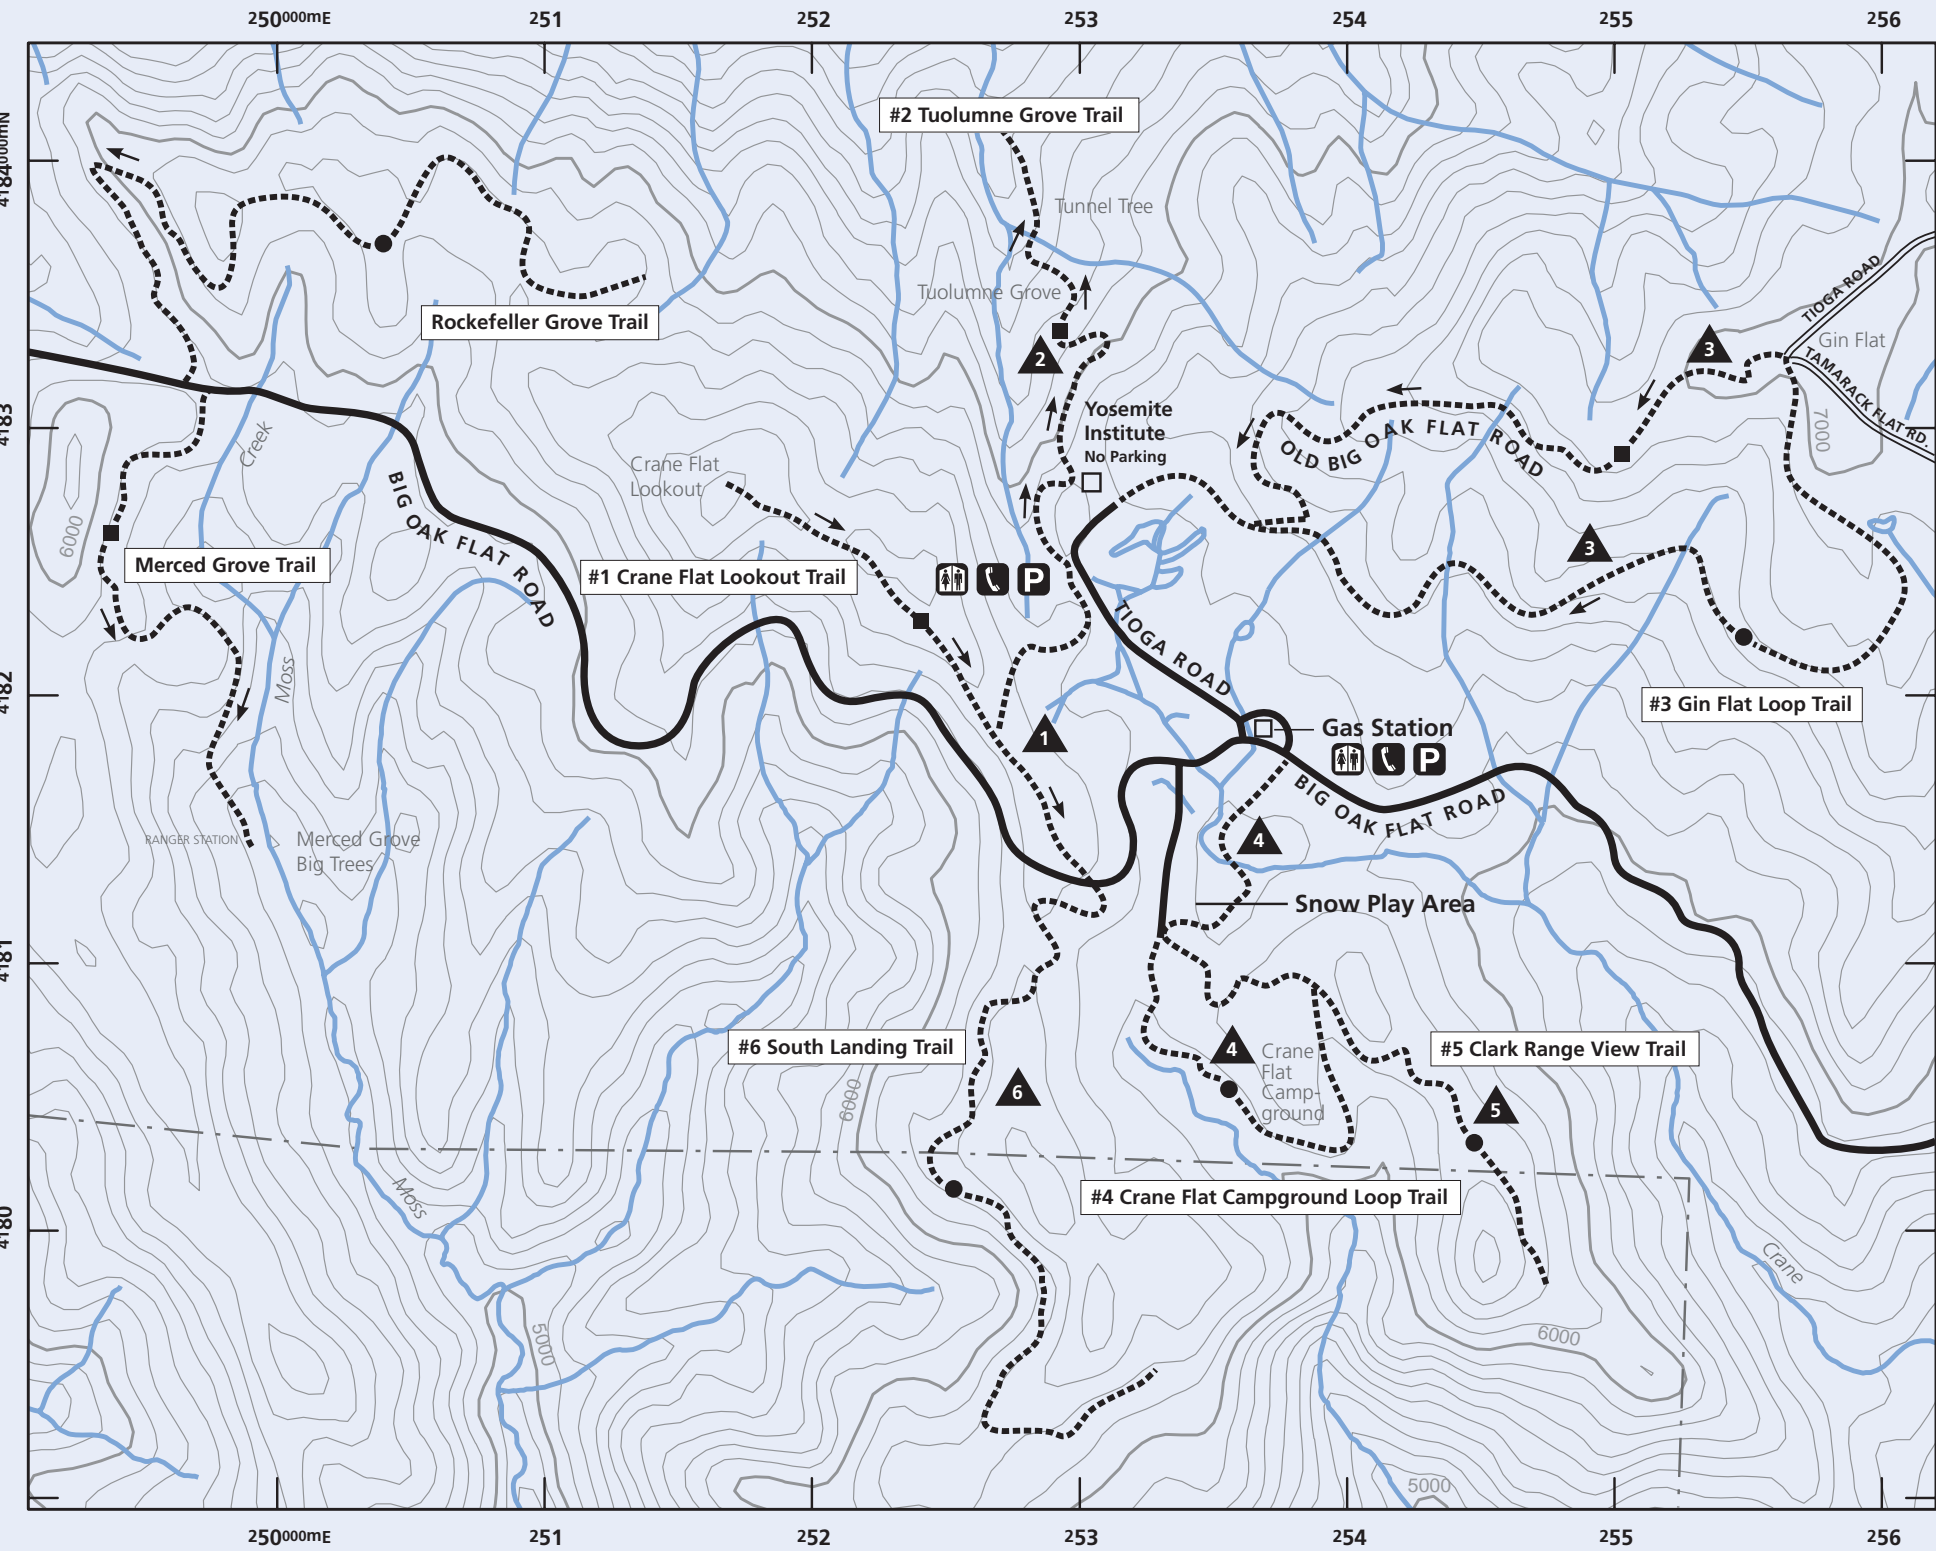 250000mE 251 252 253 254 255 256
4184000mN
4183
4182
4181
4180
#2 Tuolumne Grove Trail
Tunnel Tree
Tuolumne Grove
2
Rockefeller Grove Trail
TIOGA ROAD
Gin Flat
3
TAMARACK FLAT RD.
7000
Yosemite
Institute
No Parking
OLD BIG OAK FLAT ROAD
Crane Flat
Lookout
Creek
6000
BIG OAK FLAT ROAD
Merced Grove Trail
#1 Crane Flat Lookout Trail
P
3
TIOGA ROAD
Moss
#3 Gin Flat Loop Trail
1
Gas Station
P
BIG OAK FLAT ROAD
4
RANGER STATION
Merced Grove
Big Trees
Snow Play Area
#6 South Landing Trail
4
Crane
Flat
Camp-
ground
#5 Clark Range View Trail
6
6000
5
Moss
#4 Crane Flat Campground Loop Trail
Crane
5000
6000
5000
250000mE 251 252 253 254 255 256